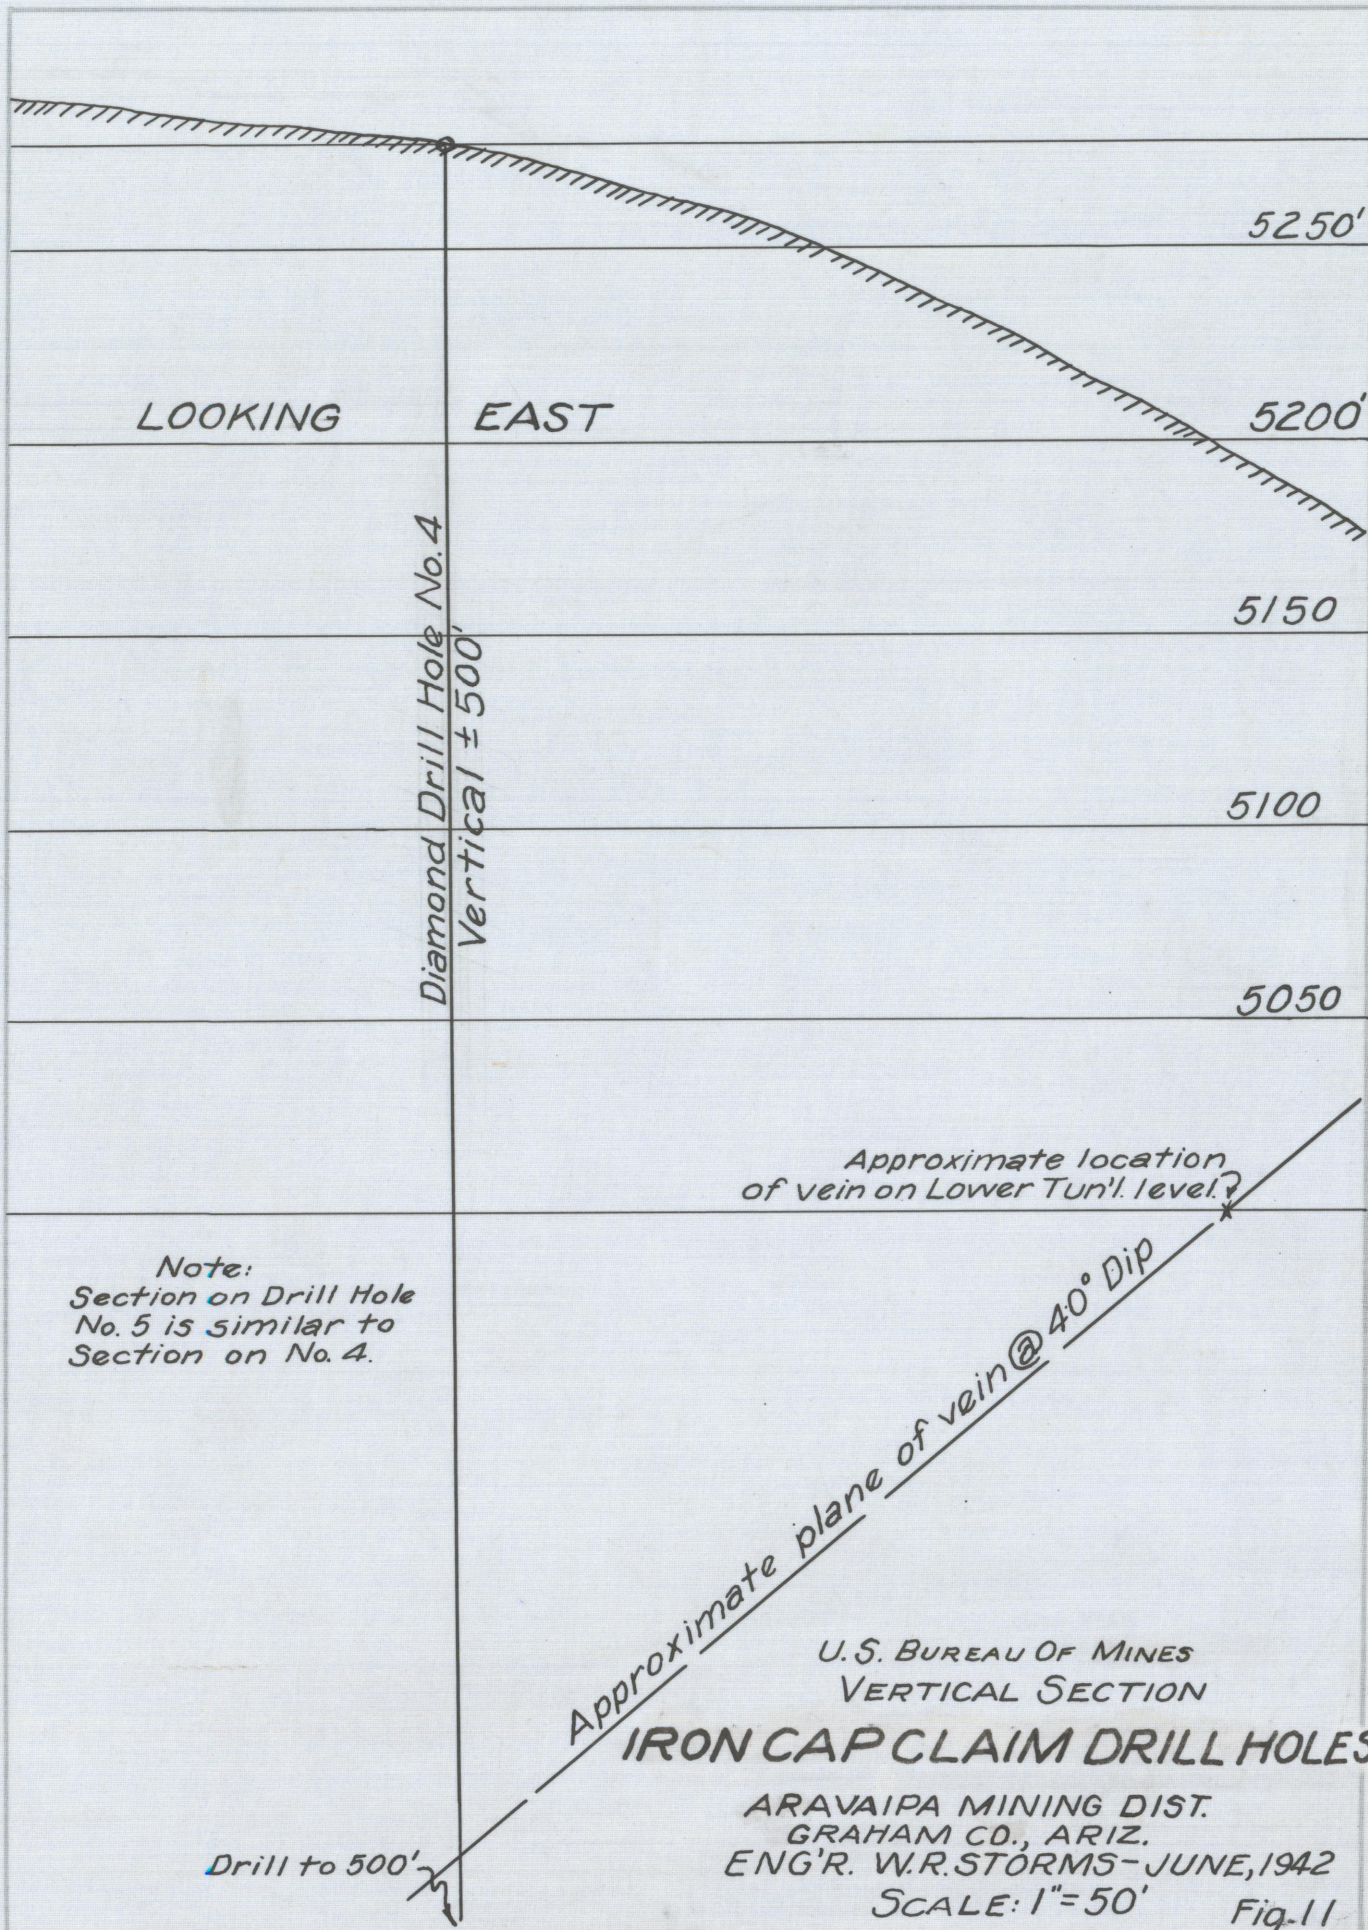 5250'
LOOKING EAST
5200'
Diamond Drill Hole No. 4
Vertical ± 500'
5150
5100
5050
Approximate location
of vein on Lower Tun'l. level.
Note:
Section on Drill Hole
No. 5 is similar to
Section on No. 4.
Approximate plane of vein @ 40° Dip
U.S. BUREAU OF MINES
VERTICAL SECTION
IRON CAP CLAIM DRILL HOLES
ARAVAIPA MINING DIST.
GRAHAM CO., ARIZ.
ENG'R. W.R. STORMS-JUNE, 1942
Drill to 500'
SCALE: 1"=50'
Fig. 11